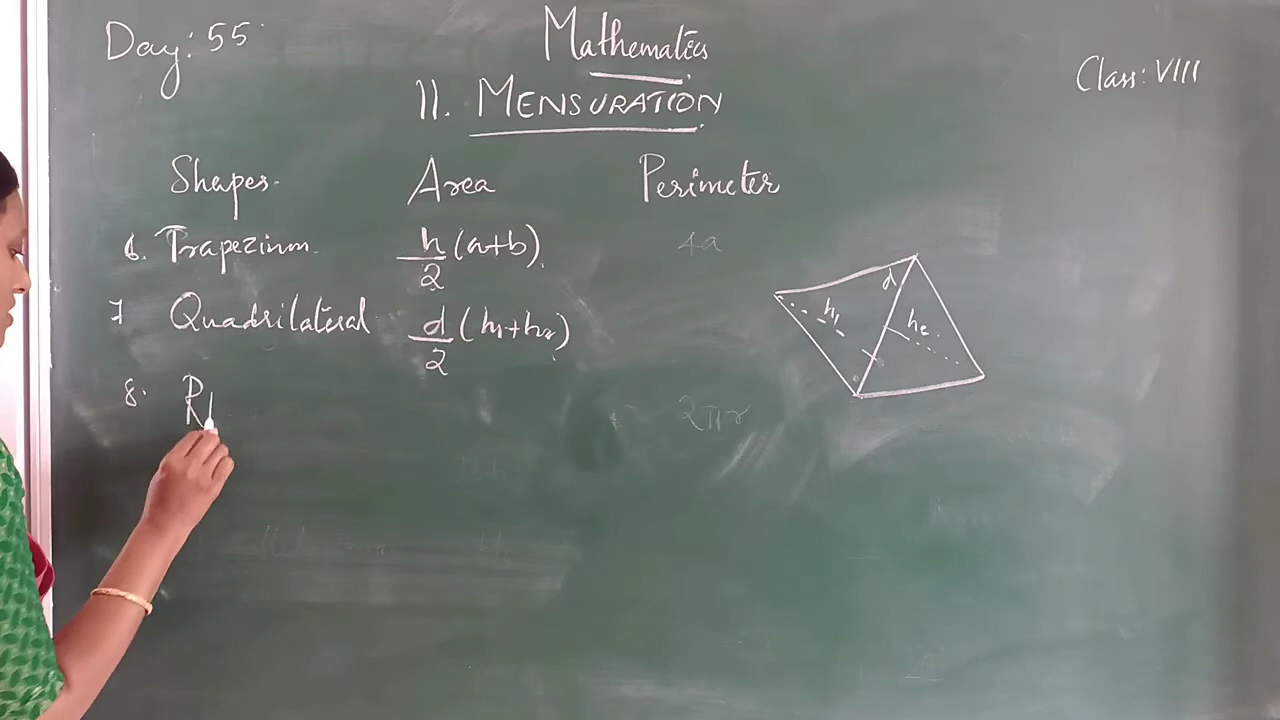 Day: 55
Mathematics
Class: VIII
11. MENSURATION
Shapes Area Perimeter
6. Trapezium h/2 (a+b) 4a
7 Quadrilateral d/2 (h1+h2)
d
h1 h2
8. Rh
2πr